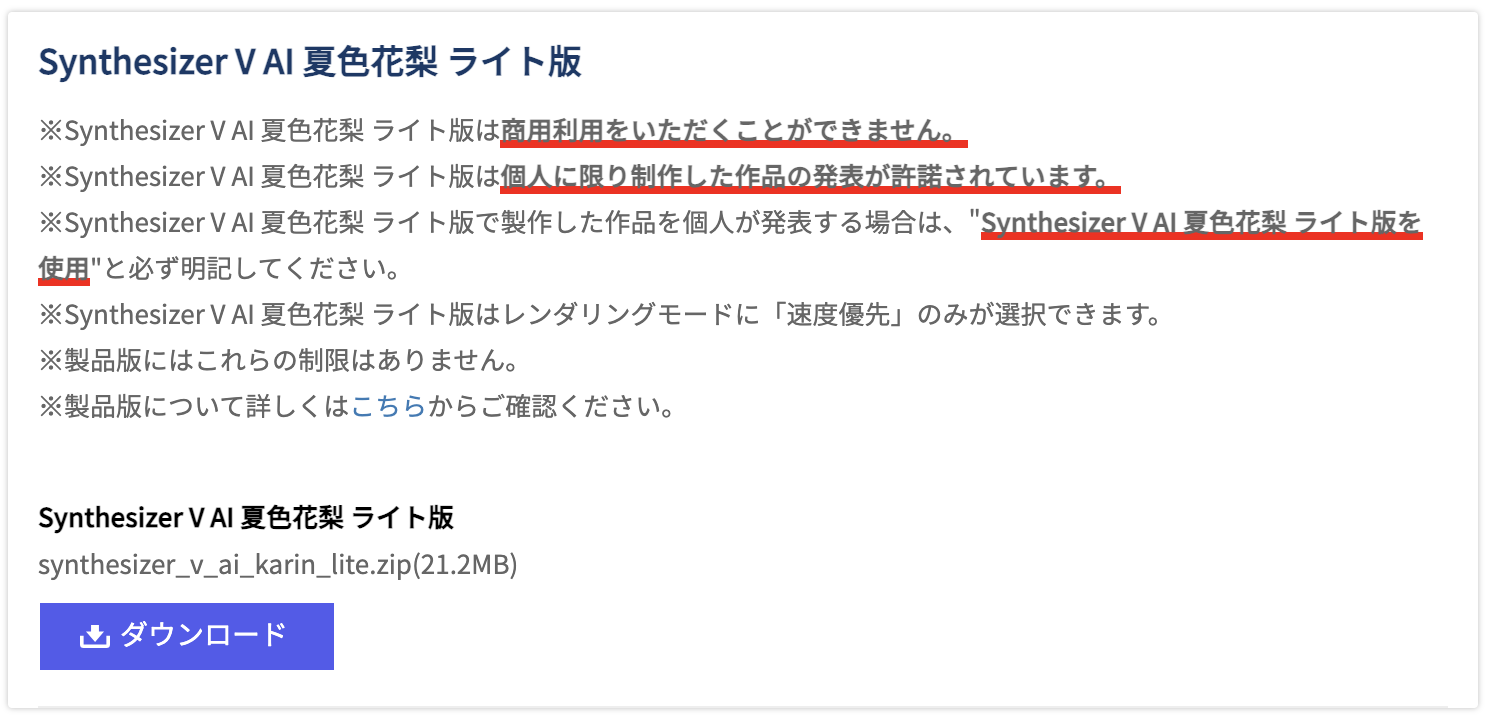 Synthesizer V AI 夏色花梨 ライト版
※Synthesizer V AI 夏色花梨 ライト版は商用利用をいただくことができません。
※Synthesizer V AI 夏色花梨 ライト版は個人に限り制作した作品の発表が許諾されています。
※Synthesizer V AI 夏色花梨 ライト版で製作した作品を個人が発表する場合は、"Synthesizer V AI 夏色花梨 ライト版を
使用"と必ず明記してください。
※Synthesizer V AI 夏色花梨 ライト版はレンダリングモードに「速度優先」のみが選択できます。
※製品版にはこれらの制限はありません。
※製品版について詳しくはこちらからご確認ください。
Synthesizer V AI 夏色花梨 ライト版
synthesizer_v_ai_karin_lite.zip(21.2MB)
ダウンロード